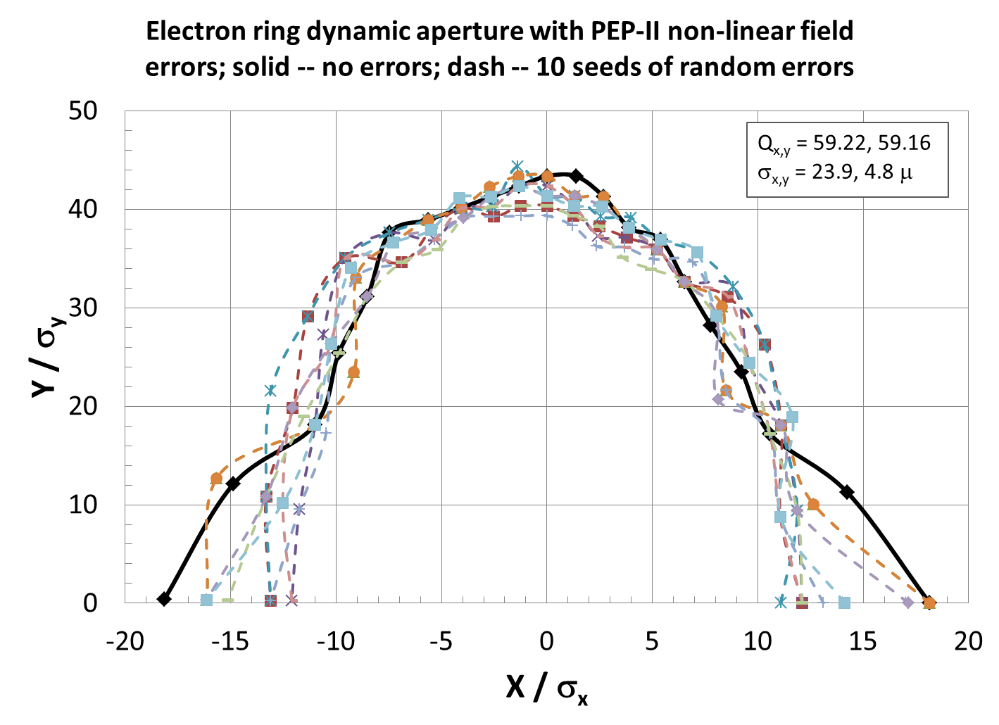 Electron ring dynamic aperture with PEP-II non-linear field
errors; solid -- no errors; dash -- 10 seeds of random errors
50
Qx,y = 59.22, 59.16
σx,y = 23.9, 4.8 μ
40
30
Y / σy
20
10
0
-20 -15 -10 -5 0 5 10 15 20
X / σx